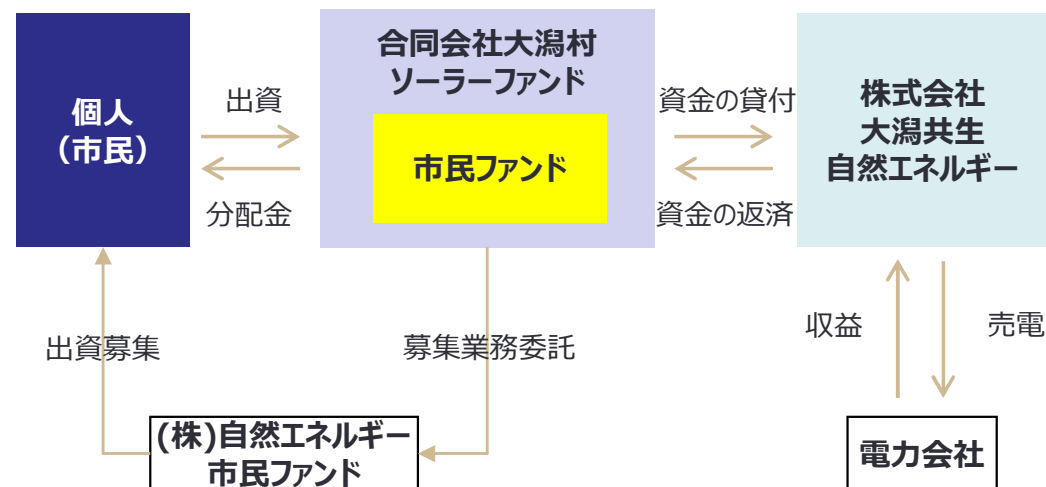 個人
（市民）
出資
分配金
合同会社大潟村
ソーラーファンド
市民ファンド
資金の貸付
資金の返済
株式会社
大潟共生
自然エネルギー
出資募集
募集業務委託
収益
売電
(株)自然エネルギー
市民ファンド
電力会社